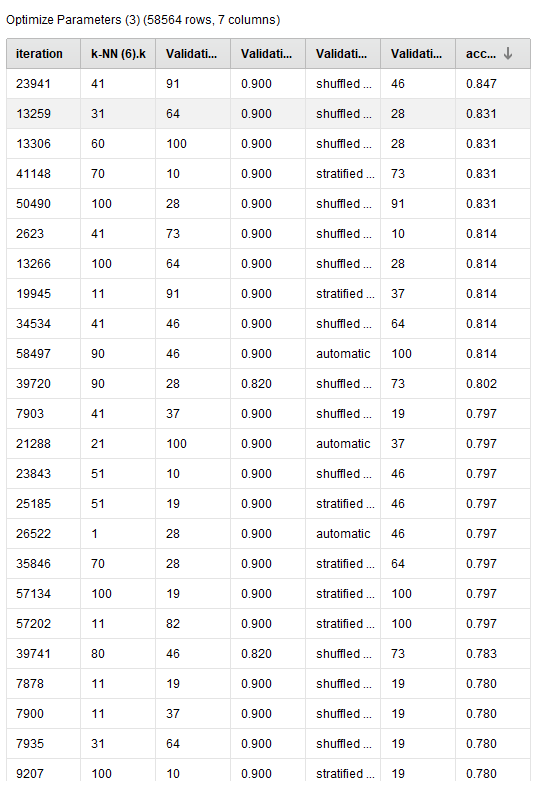 Optimize Parameters (3) (58564 rows, 7 columns)
iteration k-NN (6).k Validati... Validati... Validati... Validati... acc...
23941 41 91 0.900 shuffled ... 46 0.847
13259 31 64 0.900 shuffled ... 28 0.831
13306 60 100 0.900 shuffled ... 28 0.831
41148 70 10 0.900 stratified ... 73 0.831
50490 100 28 0.900 shuffled ... 91 0.831
2623 41 73 0.900 shuffled ... 10 0.814
13266 100 64 0.900 shuffled ... 28 0.814
19945 11 91 0.900 stratified ... 37 0.814
34534 41 46 0.900 shuffled ... 64 0.814
58497 90 46 0.900 automatic 100 0.814
39720 90 28 0.820 shuffled ... 73 0.802
7903 41 37 0.900 shuffled ... 19 0.797
21288 21 100 0.900 automatic 37 0.797
23843 51 10 0.900 shuffled ... 46 0.797
25185 51 19 0.900 stratified ... 46 0.797
26522 1 28 0.900 automatic 46 0.797
35846 70 28 0.900 stratified ... 64 0.797
57134 100 19 0.900 stratified ... 100 0.797
57202 11 82 0.900 stratified ... 100 0.797
39741 80 46 0.820 shuffled ... 73 0.783
7878 11 19 0.900 shuffled ... 19 0.780
7900 11 37 0.900 shuffled ... 19 0.780
7935 31 64 0.900 shuffled ... 19 0.780
9207 100 10 0.900 stratified ... 19 0.780